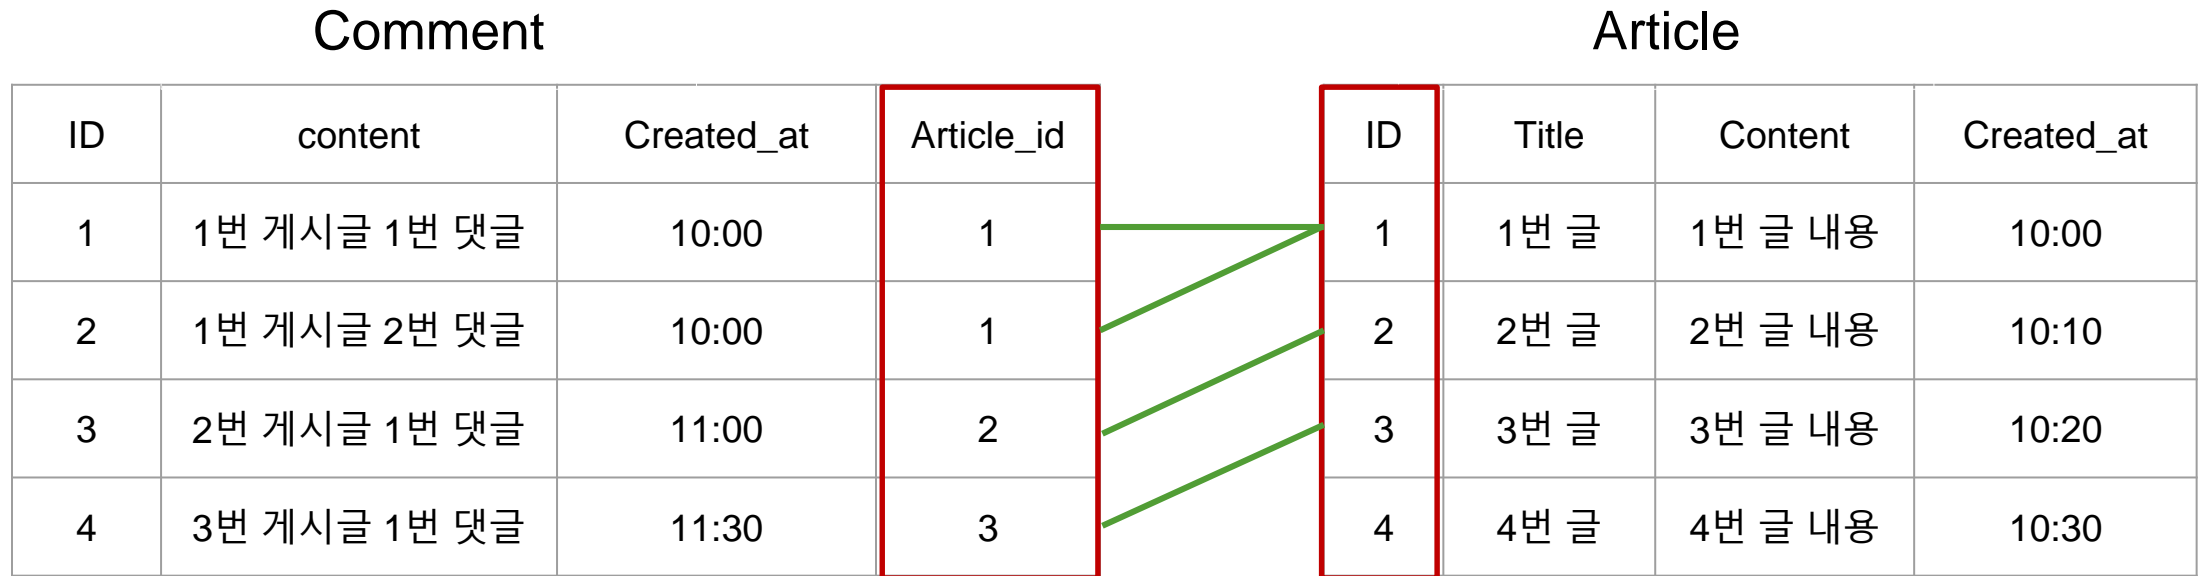 Comment
Article
ID content Created_at Article_id
1 1번 게시글 1번 댓글 10:00 1
2 1번 게시글 2번 댓글 10:00 1
3 2번 게시글 1번 댓글 11:00 2
4 3번 게시글 1번 댓글 11:30 3
ID Title Content Created_at
1 1번 글 1번 글 내용 10:00
2 2번 글 2번 글 내용 10:10
3 3번 글 3번 글 내용 10:20
4 4번 글 4번 글 내용 10:30